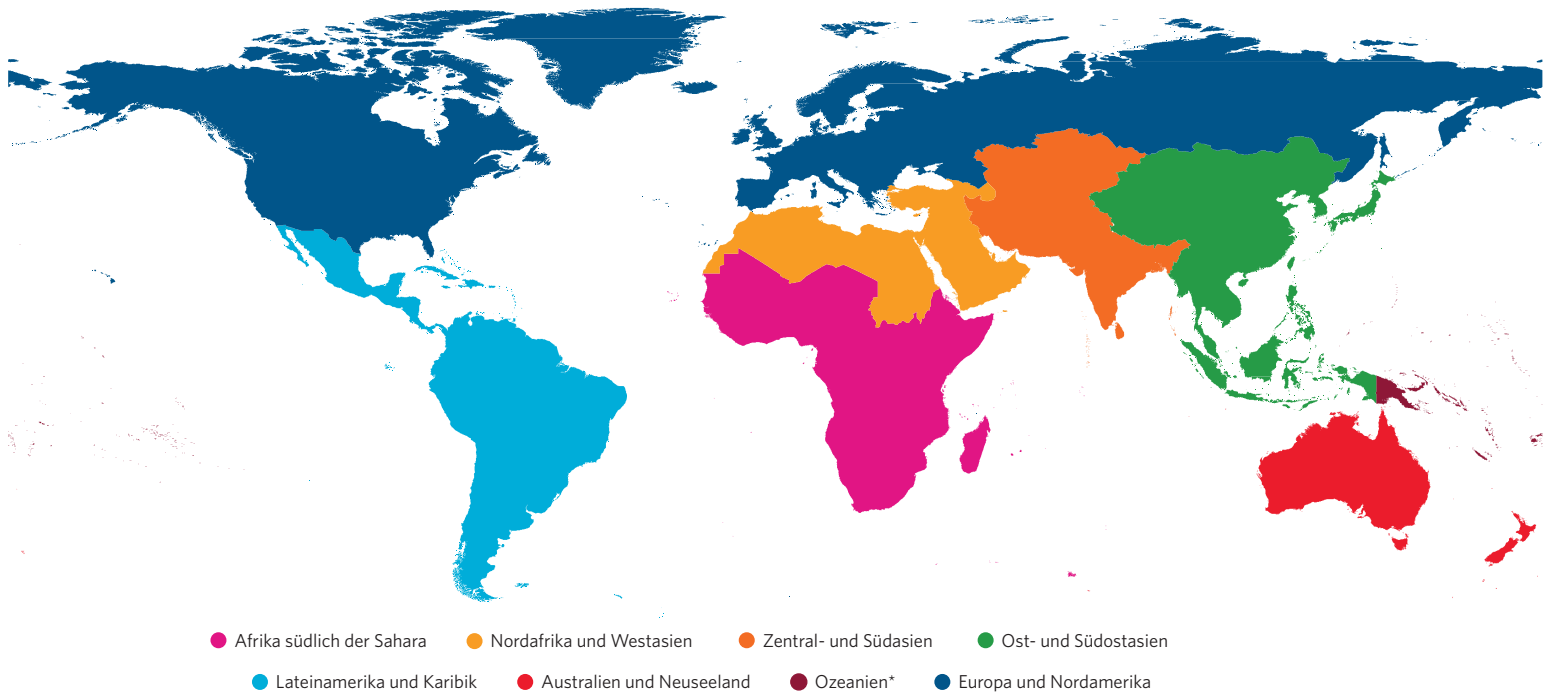 Afrika südlich der Sahara Nordafrika und Westasien Zentral- und Südasien Ost- und Südostasien
Lateinamerika und Karibik Australien und Neuseeland Ozeanien* Europa und Nordamerika